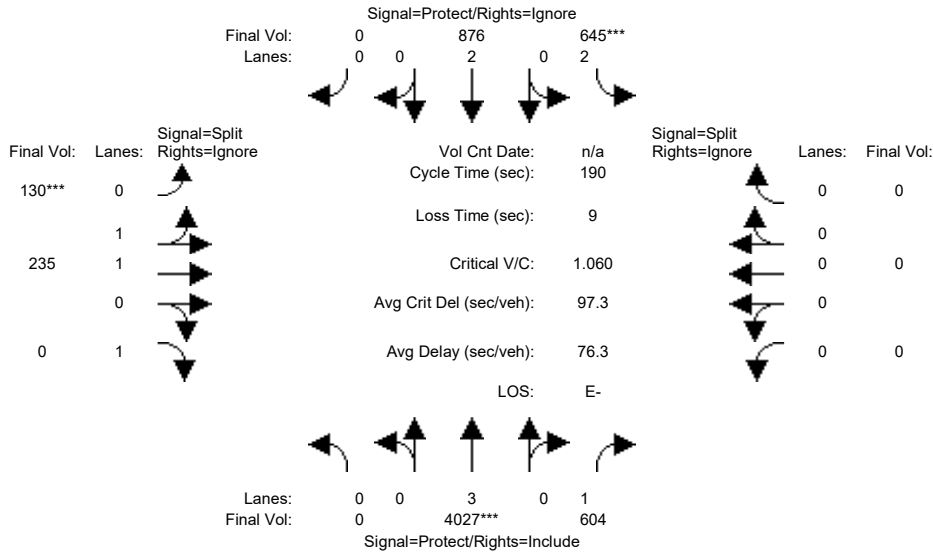 Signal=Protect/Rights=Ignore
Final Vol: 0 876 645***
Lanes: 0 0 2 0 2
Signal=Split
Final Vol: Lanes: Rights=Ignore
Vol Cnt Date: n/a
Signal=Split
Rights=Ignore Lanes: Final Vol:
Cycle Time (sec): 190
130*** 0
0 0
Loss Time (sec): 9
1
0
235 1
Critical V/C: 1.060
0 0
0
Avg Crit Del (sec/veh): 97.3
0
0 1
Avg Delay (sec/veh): 76.3
0 0
LOS: E-
Lanes: 0 0 3 0 1
Final Vol: 0 4027*** 604
Signal=Protect/Rights=Include